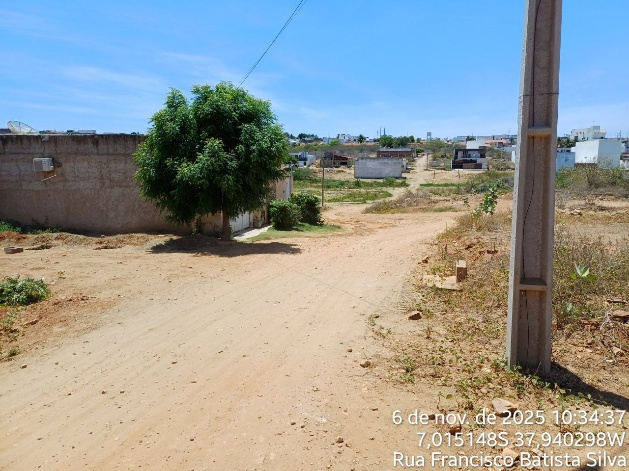 6 de nov. de 2025 10:34:37
7,015148S 37,940298W
Rua Francisco Batista Silva